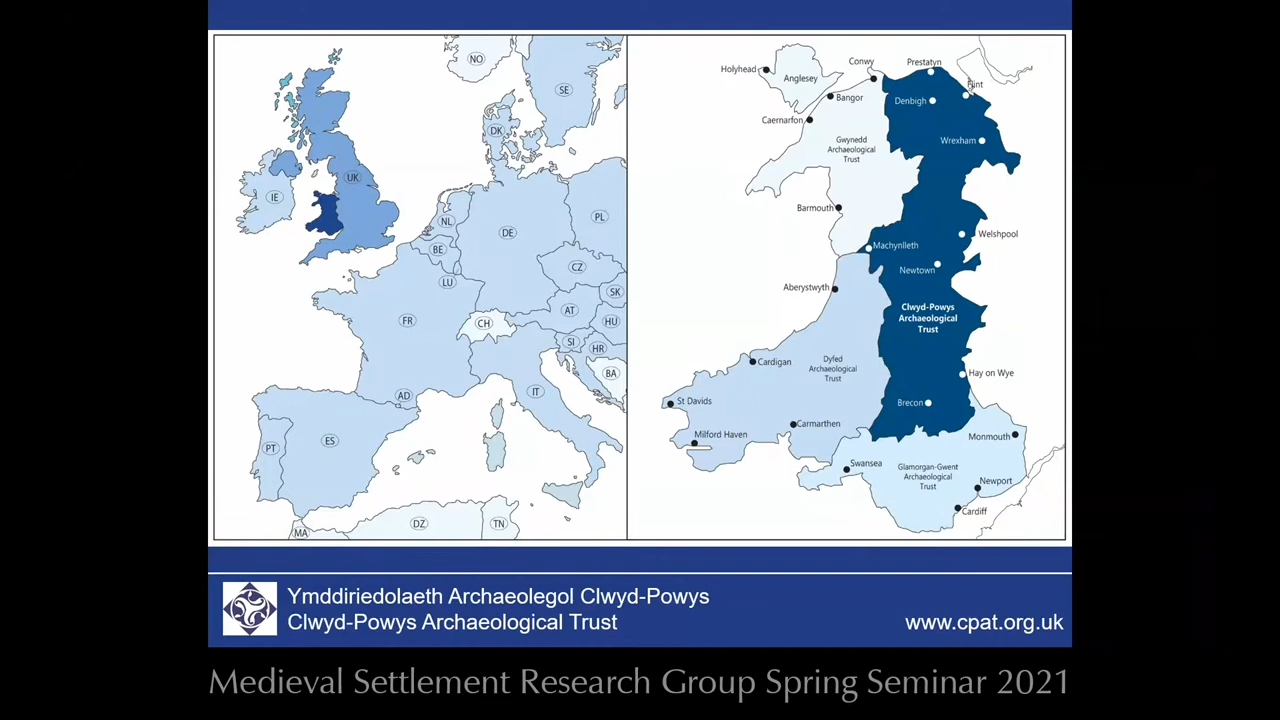 NO
SE
DK
IE
UK
NL
PL
DE
BE
CZ
LU
SK
AT
FR
CH
HU
SI
HR
BA
AD
IT
ES
PT
DZ
TN
MA
Holyhead
Anglesey
Conwy
Prestatyn
Flint
Bangor
Denbigh
Caernarfon
Wrexham
Gwynedd
Archaeological
Trust
Barmouth
Welshpool
Machynlleth
Newtown
Aberystwyth
Clwyd-Powys
Archaeological
Trust
Cardigan
Dyfed
Archaeological
Trust
Hay on Wye
St Davids
Brecon
Carmarthen
Milford Haven
Monmouth
Swansea
Glamorgan-Gwent
Archaeological
Trust
Newport
Cardiff
Ymddiriedolaeth Archaeolegol Clwyd-Powys
Clwyd-Powys Archaeological Trust
www.cpat.org.uk
Medieval Settlement Research Group Spring Seminar 2021